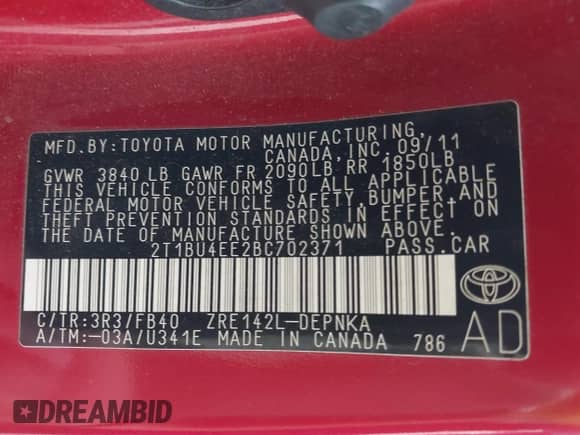 MFD.BY:TOYOTA MOTOR MANUFACTURING,
CANADA,INC. 09/11
GVWR 3840LB GAWR FR 2090LB RR 1850LB
THIS VEHICLE CONFORMS TO ALL APPLICABLE
FEDERAL MOTOR VEHICLE SAFETY,BUMPER,AND
THEFT PREVENTION STANDARDS IN EFFECT ON
THE DATE OF MANUFACTURE SHOWN ABOVE.
2T1BU4EE2BC702371 PASS.CAR
C/TR:3R3/FB40 ZRE142L-DEPNKA
A/TM:-03A/U341E MADE IN CANADA 786
AD
DREAMBID